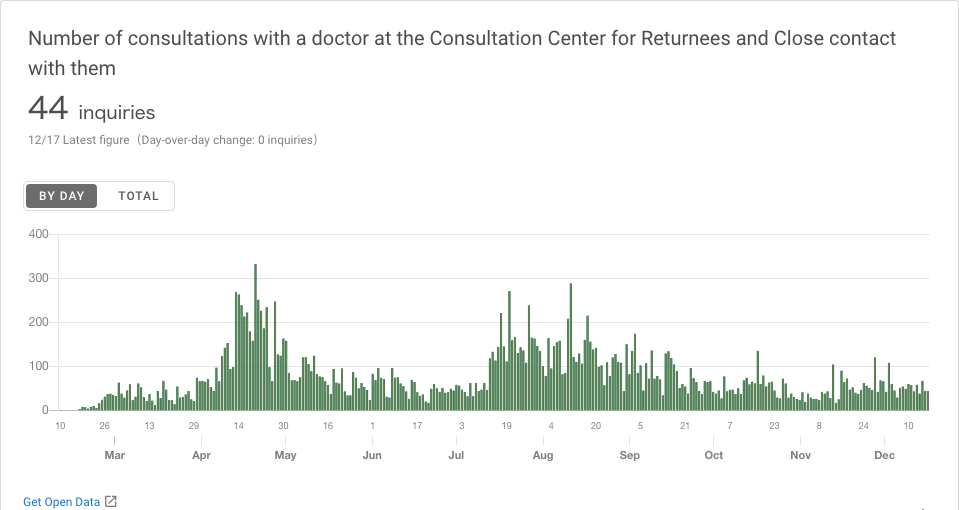 Number of consultations with a doctor at the Consultation Center for Returnees and Close contact
with them
44 inquiries
12/17 Latest figure (Day-over-day change: 0 inquiries)
BY DAY TOTAL
400
300
200
100
0
10 26 13 29 14 30 16 1 17 3 19 4 20 5 21 7 23 8 24 10
Mar Apr May Jun Jul Aug Sep Oct Nov Dec
Get Open Data